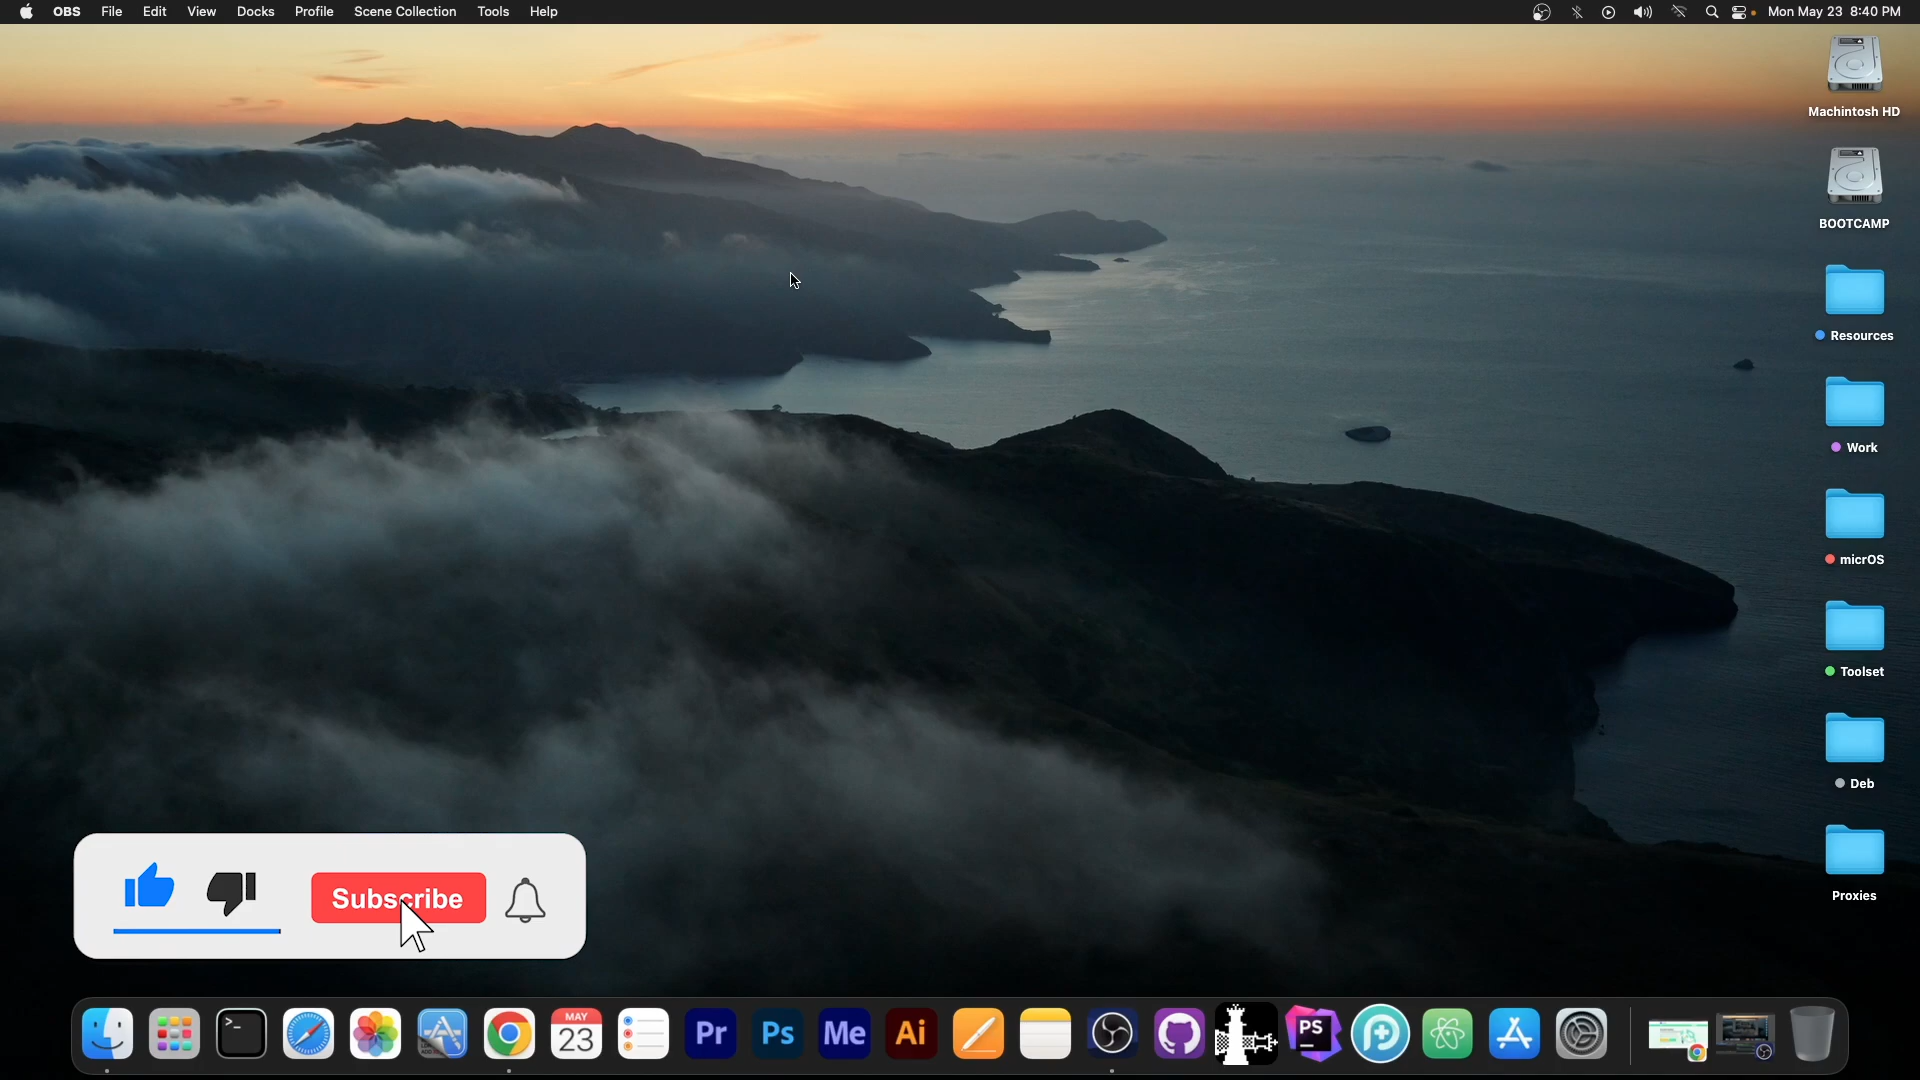 OBS File Edit View Docks Profile Scene Collection Tools Help Mon May 23 8:40 PM
Machintosh HD
BOOTCAMP
Resources
Work
micrOS
Toolset
Deb
Proxies
Subscribe
>_
MAY
23
Pr
Ps
Me
Ai
PS